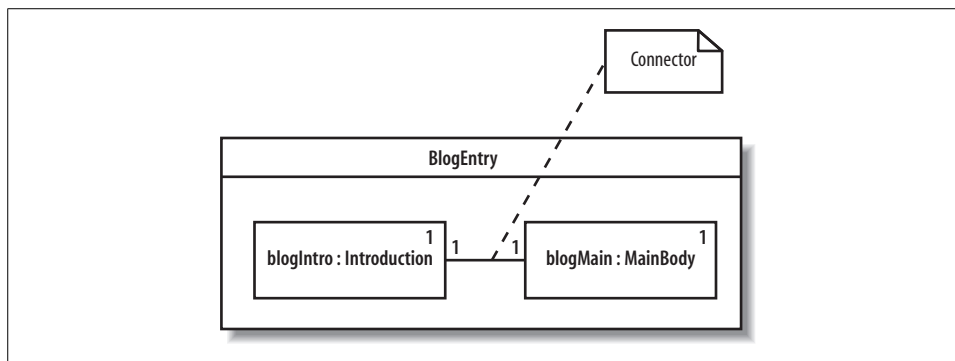 Connector
BlogEntry
1
blogIntro : Introduction
1
1
1
blogMain : MainBody